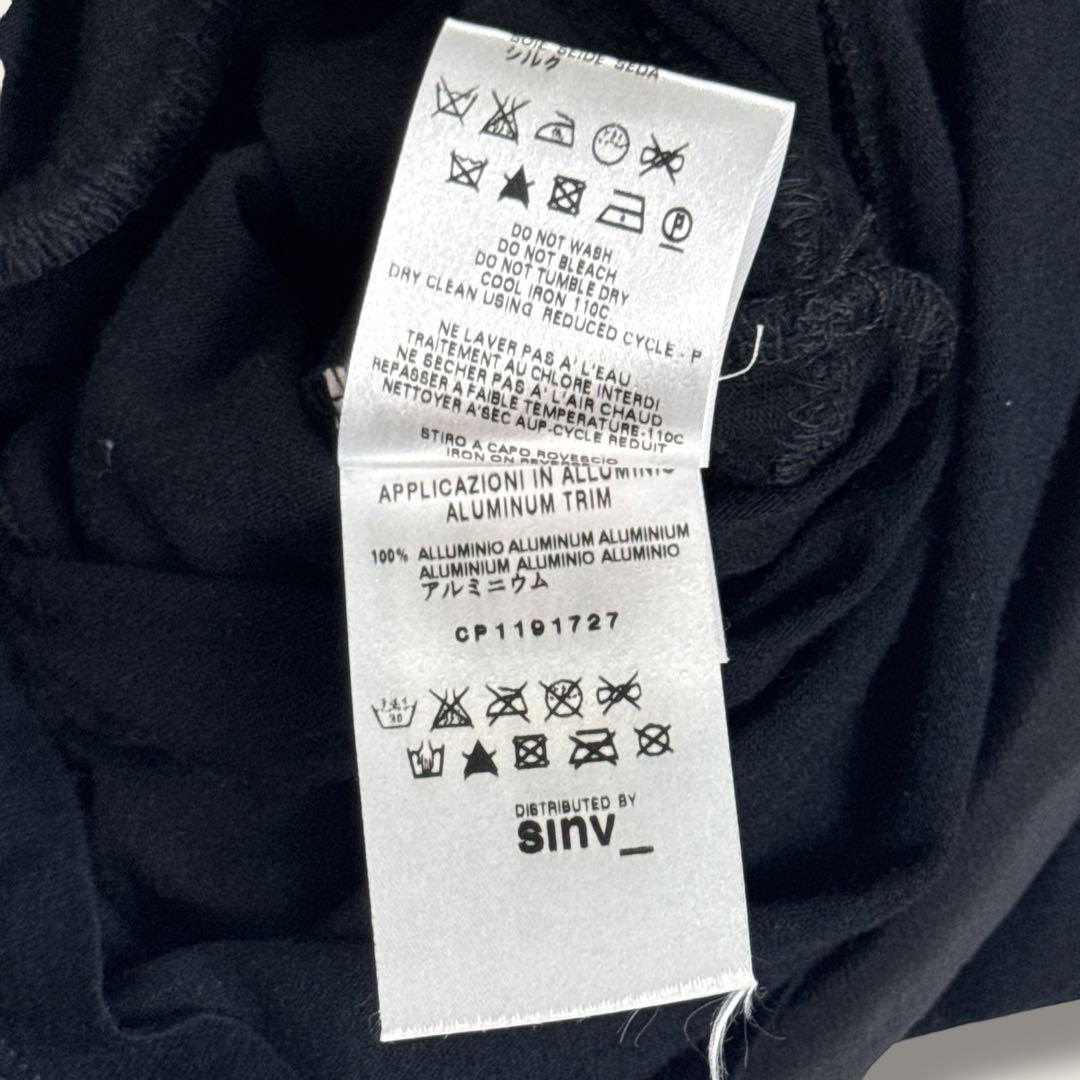 SOIE SEIDE SEDA
シルク
DO NOT WASH
DO NOT BLEACH
DO NOT TUMBLE DRY
COOL IRON 110C
DRY CLEAN USING REDUCED CYCLE - P
NE LAVER PAS A' L'EAU
TRAITEMENT AU CHLORE INTERDI
NE SECHER PAS A' L'AIR CHAUD
REPASSER A FAIBLE TEMPERATURE-110C
NETTOYER A'SEC AUP-CYCLE REDUIT
STIRO A CAPO ROVESCIO
IRON ON REVERSE
APPLICAZIONI IN ALLUMINIO
ALUMINUM TRIM
100% ALLUMINIO ALUMINUM ALUMINIUM
ALUMINIUM ALUMINIO ALUMINIO
アルミニウム
CP1191727
30
DISTRIBUTED BY
sinv_